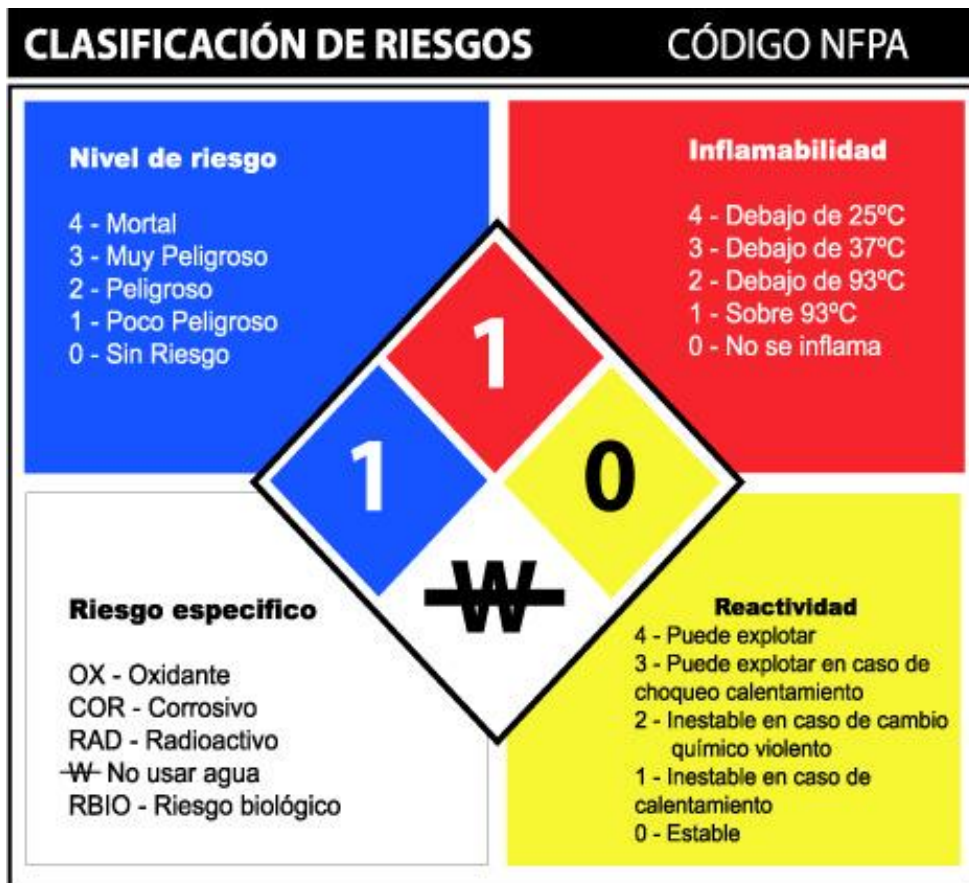 CLASIFICACIÓN DE RIESGOS CÓDIGO NFPA
Nivel de riesgo
4 - Mortal
3 - Muy Peligroso
2 - Peligroso
1 - Poco Peligroso
0 - Sin Riesgo
Inflamabilidad
4 - Debajo de 25ºC
3 - Debajo de 37ºC
2 - Debajo de 93ºC
1 - Sobre 93ºC
0 - No se inflama
1
1
0
W
Riesgo especifico
OX - Oxidante
COR - Corrosivo
RAD - Radioactivo
W No usar agua
RBIO - Riesgo biológico
Reactividad
4 - Puede explotar
3 - Puede explotar en caso de
choqueo calentamiento
2 - Inestable en caso de cambio
químico violento
1 - Inestable en caso de
calentamiento
0 - Estable